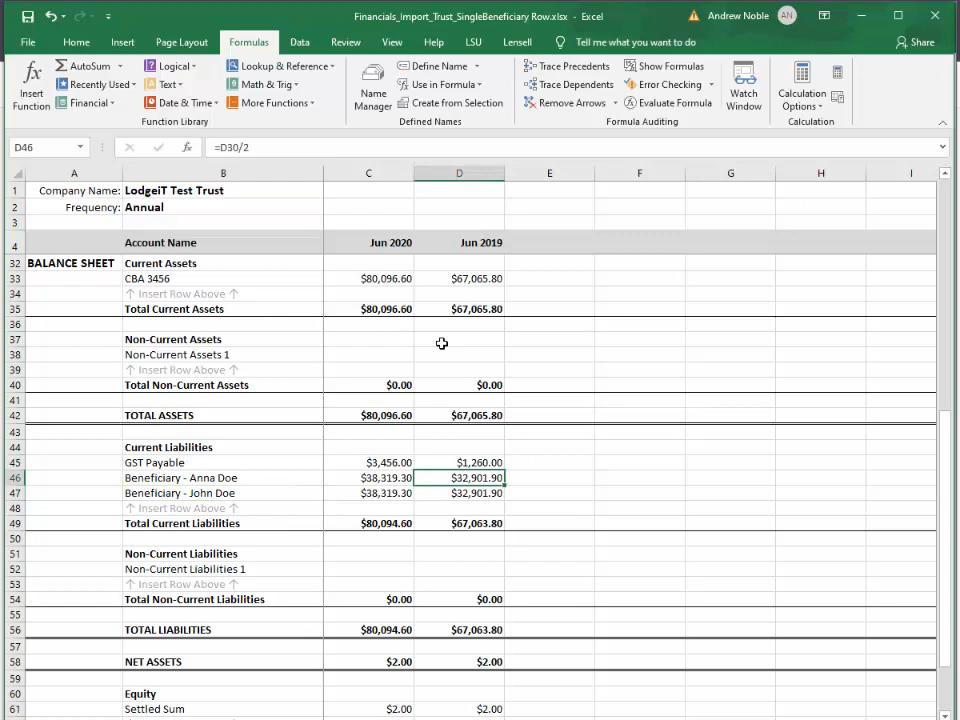 Financials_Import_Trust_SingleBeneficiary Row.xlsx - Excel
Andrew Noble AN
File Home Insert Page Layout Formulas Data Review View Help LSU Lensell Tell me what you want to do Share
Insert Function
AutoSum
Recently Used
Financial
Logical
Text
Date & Time
Lookup & Reference
Math & Trig
More Functions
Function Library
Name Manager
Define Name
Use in Formula
Create from Selection
Defined Names
Trace Precedents
Trace Dependents
Remove Arrows
Show Formulas
Error Checking
Evaluate Formula
Formula Auditing
Watch Window
Calculation Options
Calculation
D46 fx =D30/2
A B C D E F G H I
1 Company Name: LodgeiT Test Trust
2 Frequency: Annual
3
4 Account Name Jun 2020 Jun 2019
32 BALANCE SHEET Current Assets
33 CBA 3456 $80,096.60 $67,065.80
34 ↑ Insert Row Above ↑
35 Total Current Assets $80,096.60 $67,065.80
36
37 Non-Current Assets
38 Non-Current Assets 1
39 ↑ Insert Row Above ↑
40 Total Non-Current Assets $0.00 $0.00
41
42 TOTAL ASSETS $80,096.60 $67,065.80
43
44 Current Liabilities
45 GST Payable $3,456.00 $1,260.00
46 Beneficiary - Anna Doe $38,319.30 $32,901.90
47 Beneficiary - John Doe $38,319.30 $32,901.90
48 ↑ Insert Row Above ↑
49 Total Current Liabilities $80,094.60 $67,063.80
50
51 Non-Current Liabilities
52 Non-Current Liabilities 1
53 ↑ Insert Row Above ↑
54 Total Non-Current Liabilities $0.00 $0.00
55
56 TOTAL LIABILITIES $80,094.60 $67,063.80
57
58 NET ASSETS $2.00 $2.00
59
60 Equity
61 Settled Sum $2.00 $2.00